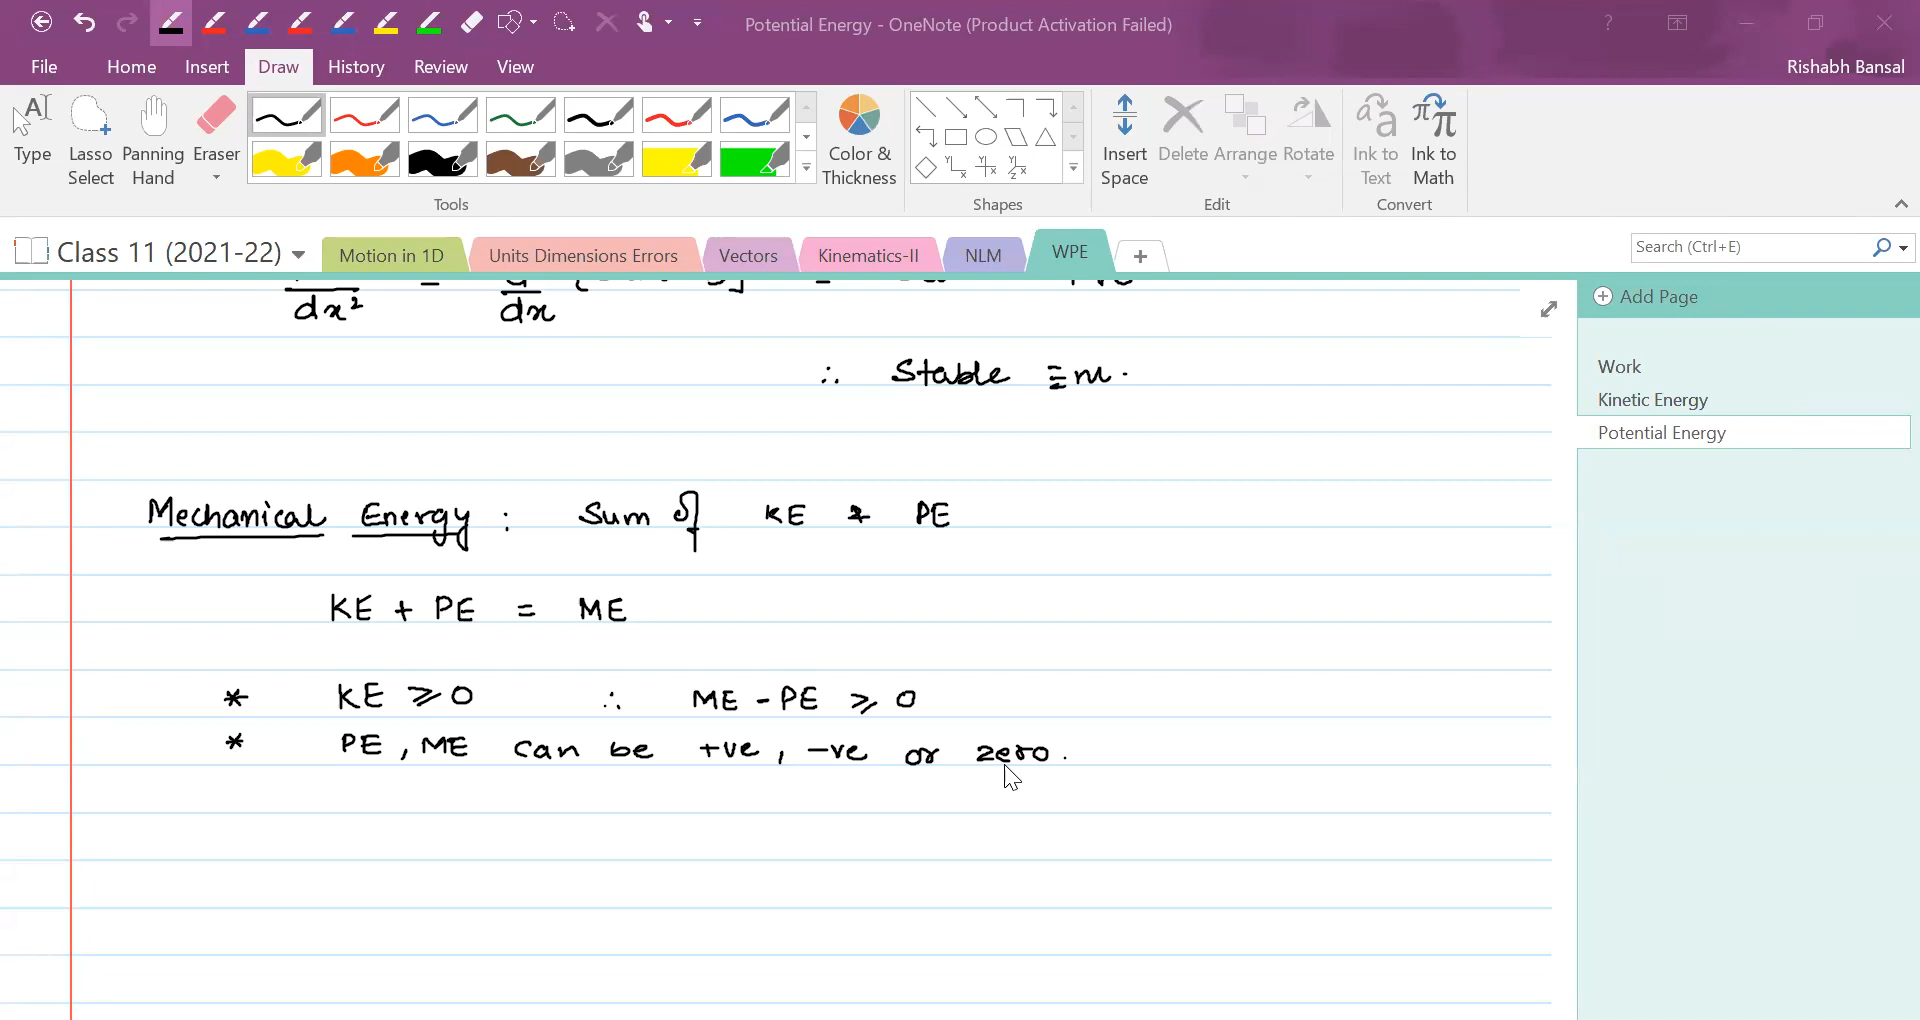 Potential Energy - OneNote (Product Activation Failed)
?
File Home Insert Draw History Review View
Rishabh Bansal
Type
Lasso Select
Panning Hand
Eraser
Color & Thickness
Insert Space
Delete
Arrange
Rotate
Ink to Text
Ink to Math
Tools
Shapes
Edit
Convert
Class 11 (2021-22)
Motion in 1D
Units Dimensions Errors
Vectors
Kinematics-II
NLM
WPE
Search (Ctrl+E)
Add Page
Work
Kinetic Energy
Potential Energy
dx² dx
∴ Stable ≡m.
Mechanical Energy : Sum of KE & PE
KE + PE = ME
* KE ⩾ 0 ∴ ME - PE ⩾ 0
* PE, ME can be +ve, -ve or zero.